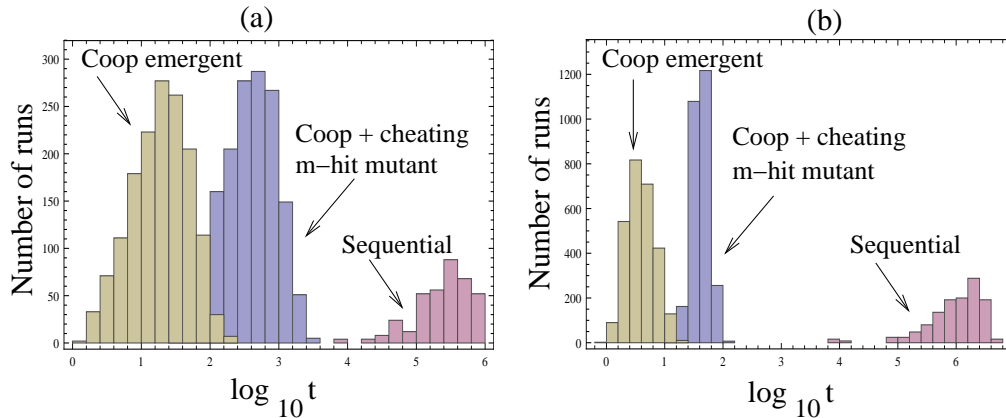 (a)
300
250
200
150
100
50
0
Number of runs
Coop emergent
Coop + cheating
m−hit mutant
Sequential
0 1 2 3 4 5 6
log 10 t
(b)
1200
1000
800
600
400
200
0
Number of runs
Coop emergent
Coop + cheating
m−hit mutant
Sequential
0 1 2 3 4 5 6
log 10 t